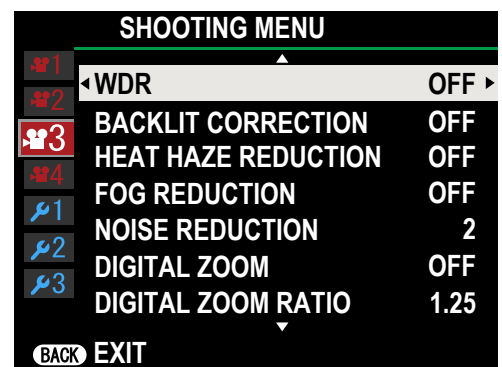 SHOOTING MENU
1
2
3
4
1
2
3
WDR OFF
BACKLIT CORRECTION OFF
HEAT HAZE REDUCTION OFF
FOG REDUCTION OFF
NOISE REDUCTION 2
DIGITAL ZOOM OFF
DIGITAL ZOOM RATIO 1.25
BACK EXIT